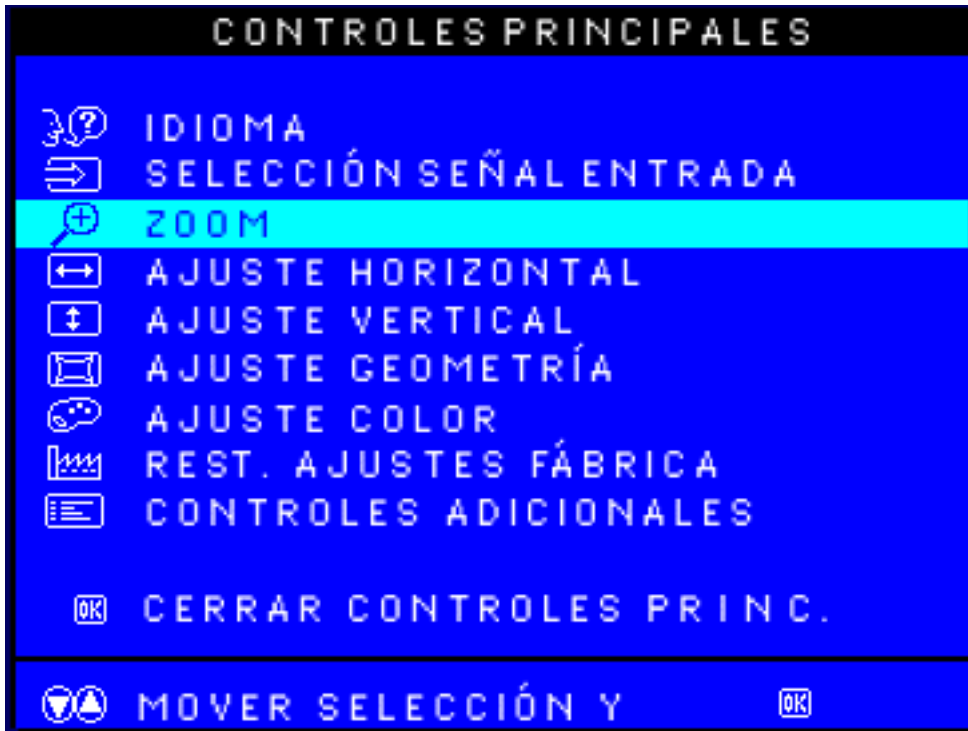 CONTROLES PRINCIPALES
IDIOMA
SELECCIÓN SEÑAL ENTRADA
ZOOM
AJUSTE HORIZONTAL
AJUSTE VERTICAL
AJUSTE GEOMETRÍA
AJUSTE COLOR
REST. AJUSTES FÁBRICA
CONTROLES ADICIONALES
OK CERRAR CONTROLES PRINC.
MOVER SELECCIÓN Y OK